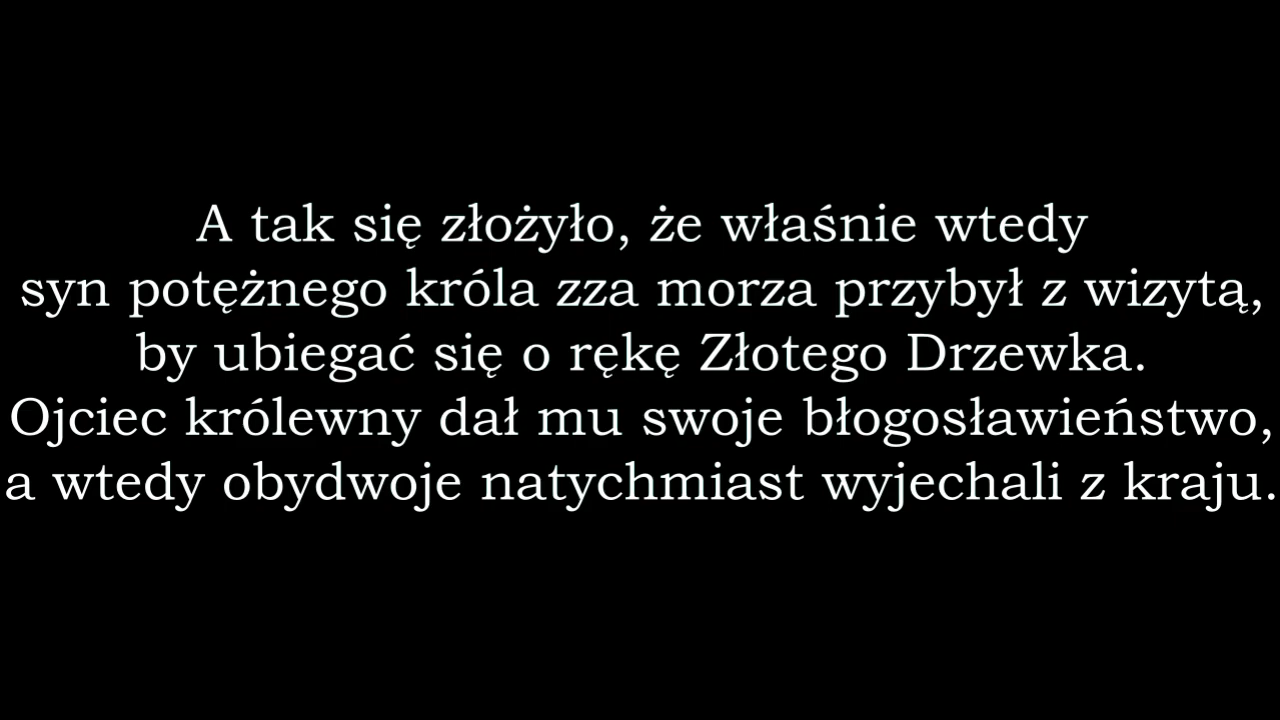 A tak się złożyło, że właśnie wtedy
syn potężnego króla zza morza przybył z wizytą,
by ubiegać się o rękę Złotego Drzewka.
Ojciec królewny dał mu swoje błogosławieństwo,
a wtedy obydwoje natychmiast wyjechali z kraju.